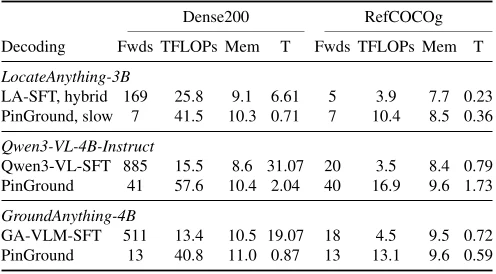 Dense200 RefCOCOg
Decoding Fwds TFLOPs Mem T Fwds TFLOPs Mem T
LocateAnything-3B
LA-SFT, hybrid 169 25.8 9.1 6.61 5 3.9 7.7 0.23
PinGround, slow 7 41.5 10.3 0.71 7 10.4 8.5 0.36
Qwen3-VL-4B-Instruct
Qwen3-VL-SFT 885 15.5 8.6 31.07 20 3.5 8.4 0.79
PinGround 41 57.6 10.4 2.04 40 16.9 9.6 1.73
GroundAnything-4B
GA-VLM-SFT 511 13.4 10.5 19.07 18 4.5 9.5 0.72
PinGround 13 40.8 11.0 0.87 13 13.1 9.6 0.59